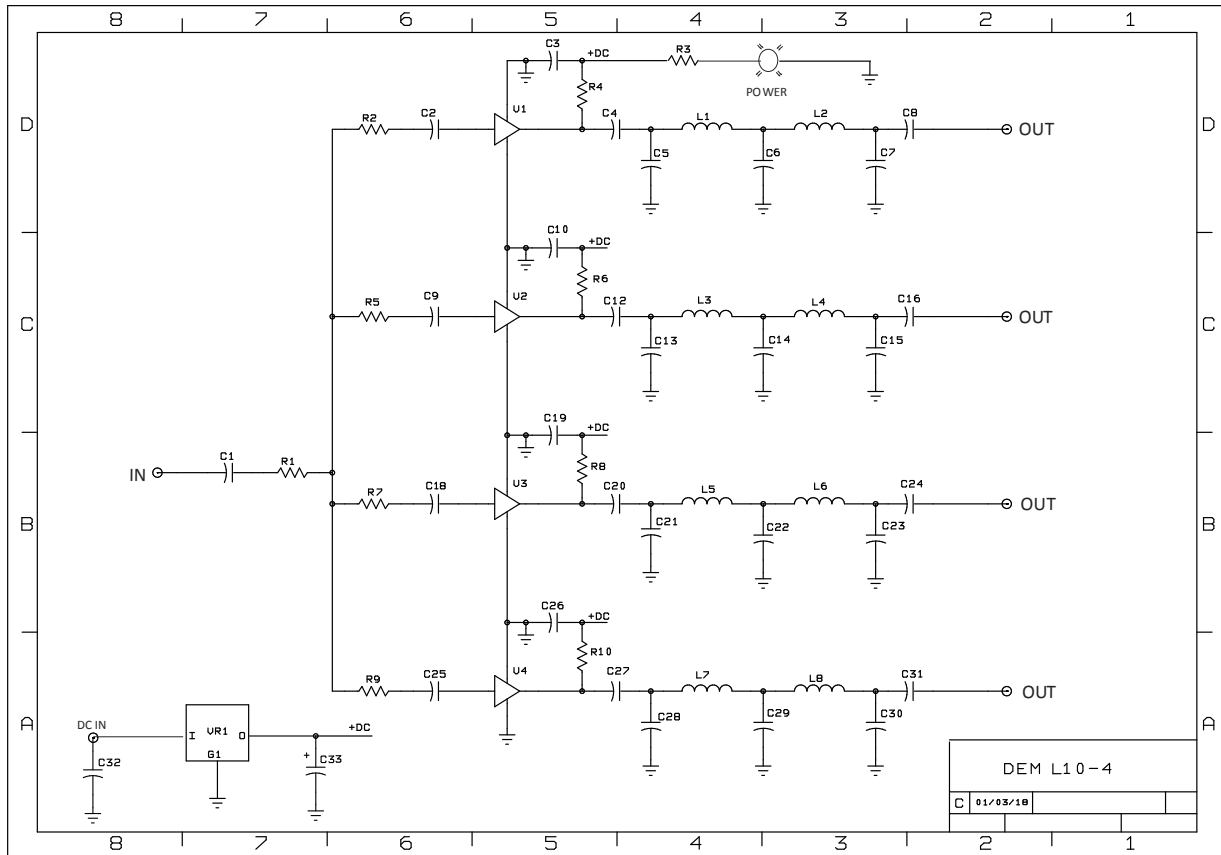 8 7 6 5 4 3 2 1
C3 +DC R3
POWER
R4
D R2 C2 U1 C4 L1 L2 C8 OUT D
C5 C6 C7
C10 +DC
R6
C R5 C9 U2 C12 L3 L4 C16 OUT C
C13 C14 C15
C19 +DC
IN C1 R1 R8
B R7 C18 U3 C20 L5 L6 C24 OUT B
C21 C22 C23
C26 +DC
R10
R9 C25 U4 C27 L7 L8 C31 OUT
A DC IN +DC C28 C29 C30 A
I VR1 O
G1
C32 + C33
DEM L10-4
C 01/03/18
8 7 6 5 4 3 2 1